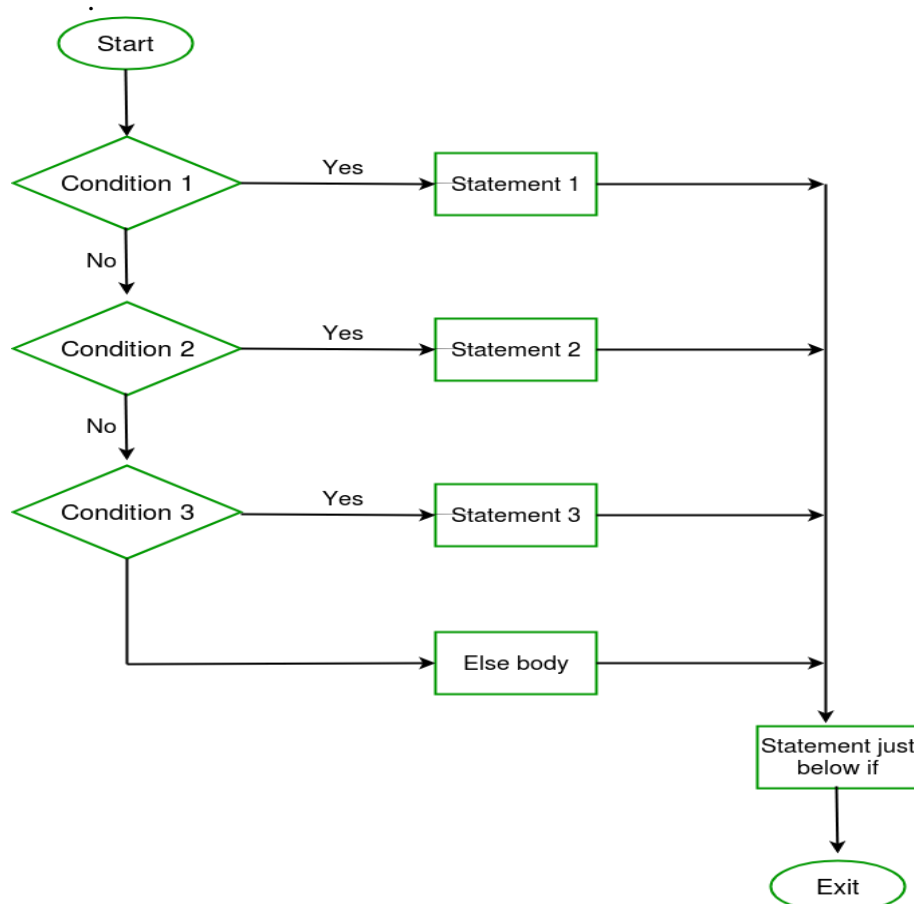 Start
Condition 1
Yes
Statement 1
No
Condition 2
Yes
Statement 2
No
Condition 3
Yes
Statement 3
Else body
Statement just
below if
Exit